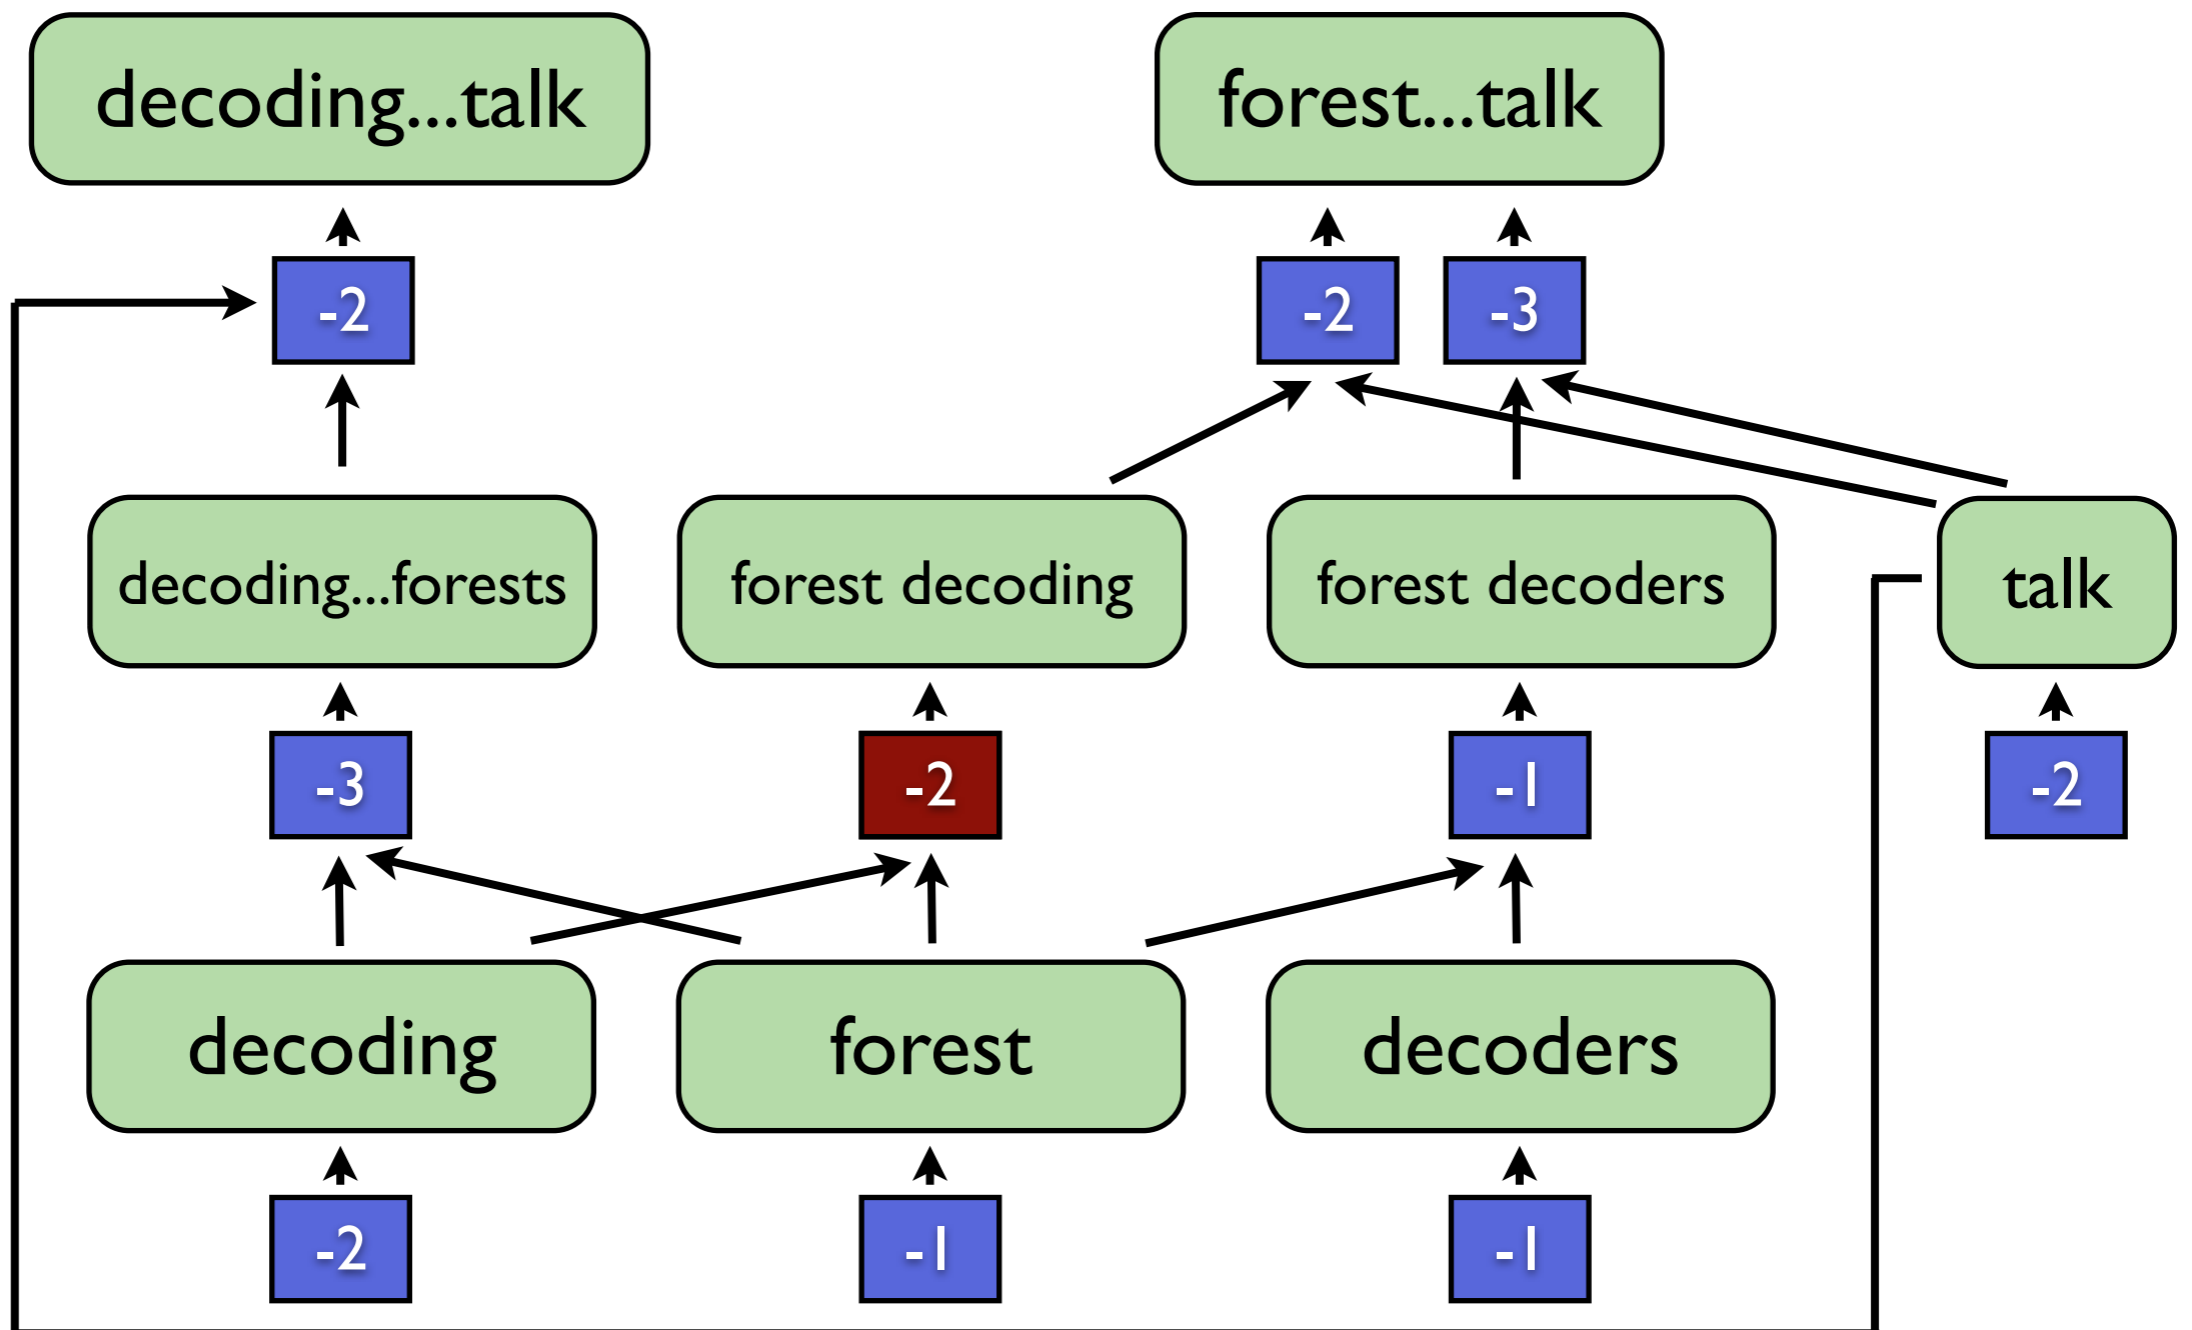 decoding...talk
forest...talk
-2
-2
-3
decoding...forests
forest decoding
forest decoders
talk
-3
-2
-1
-2
decoding
forest
decoders
-2
-1
-1